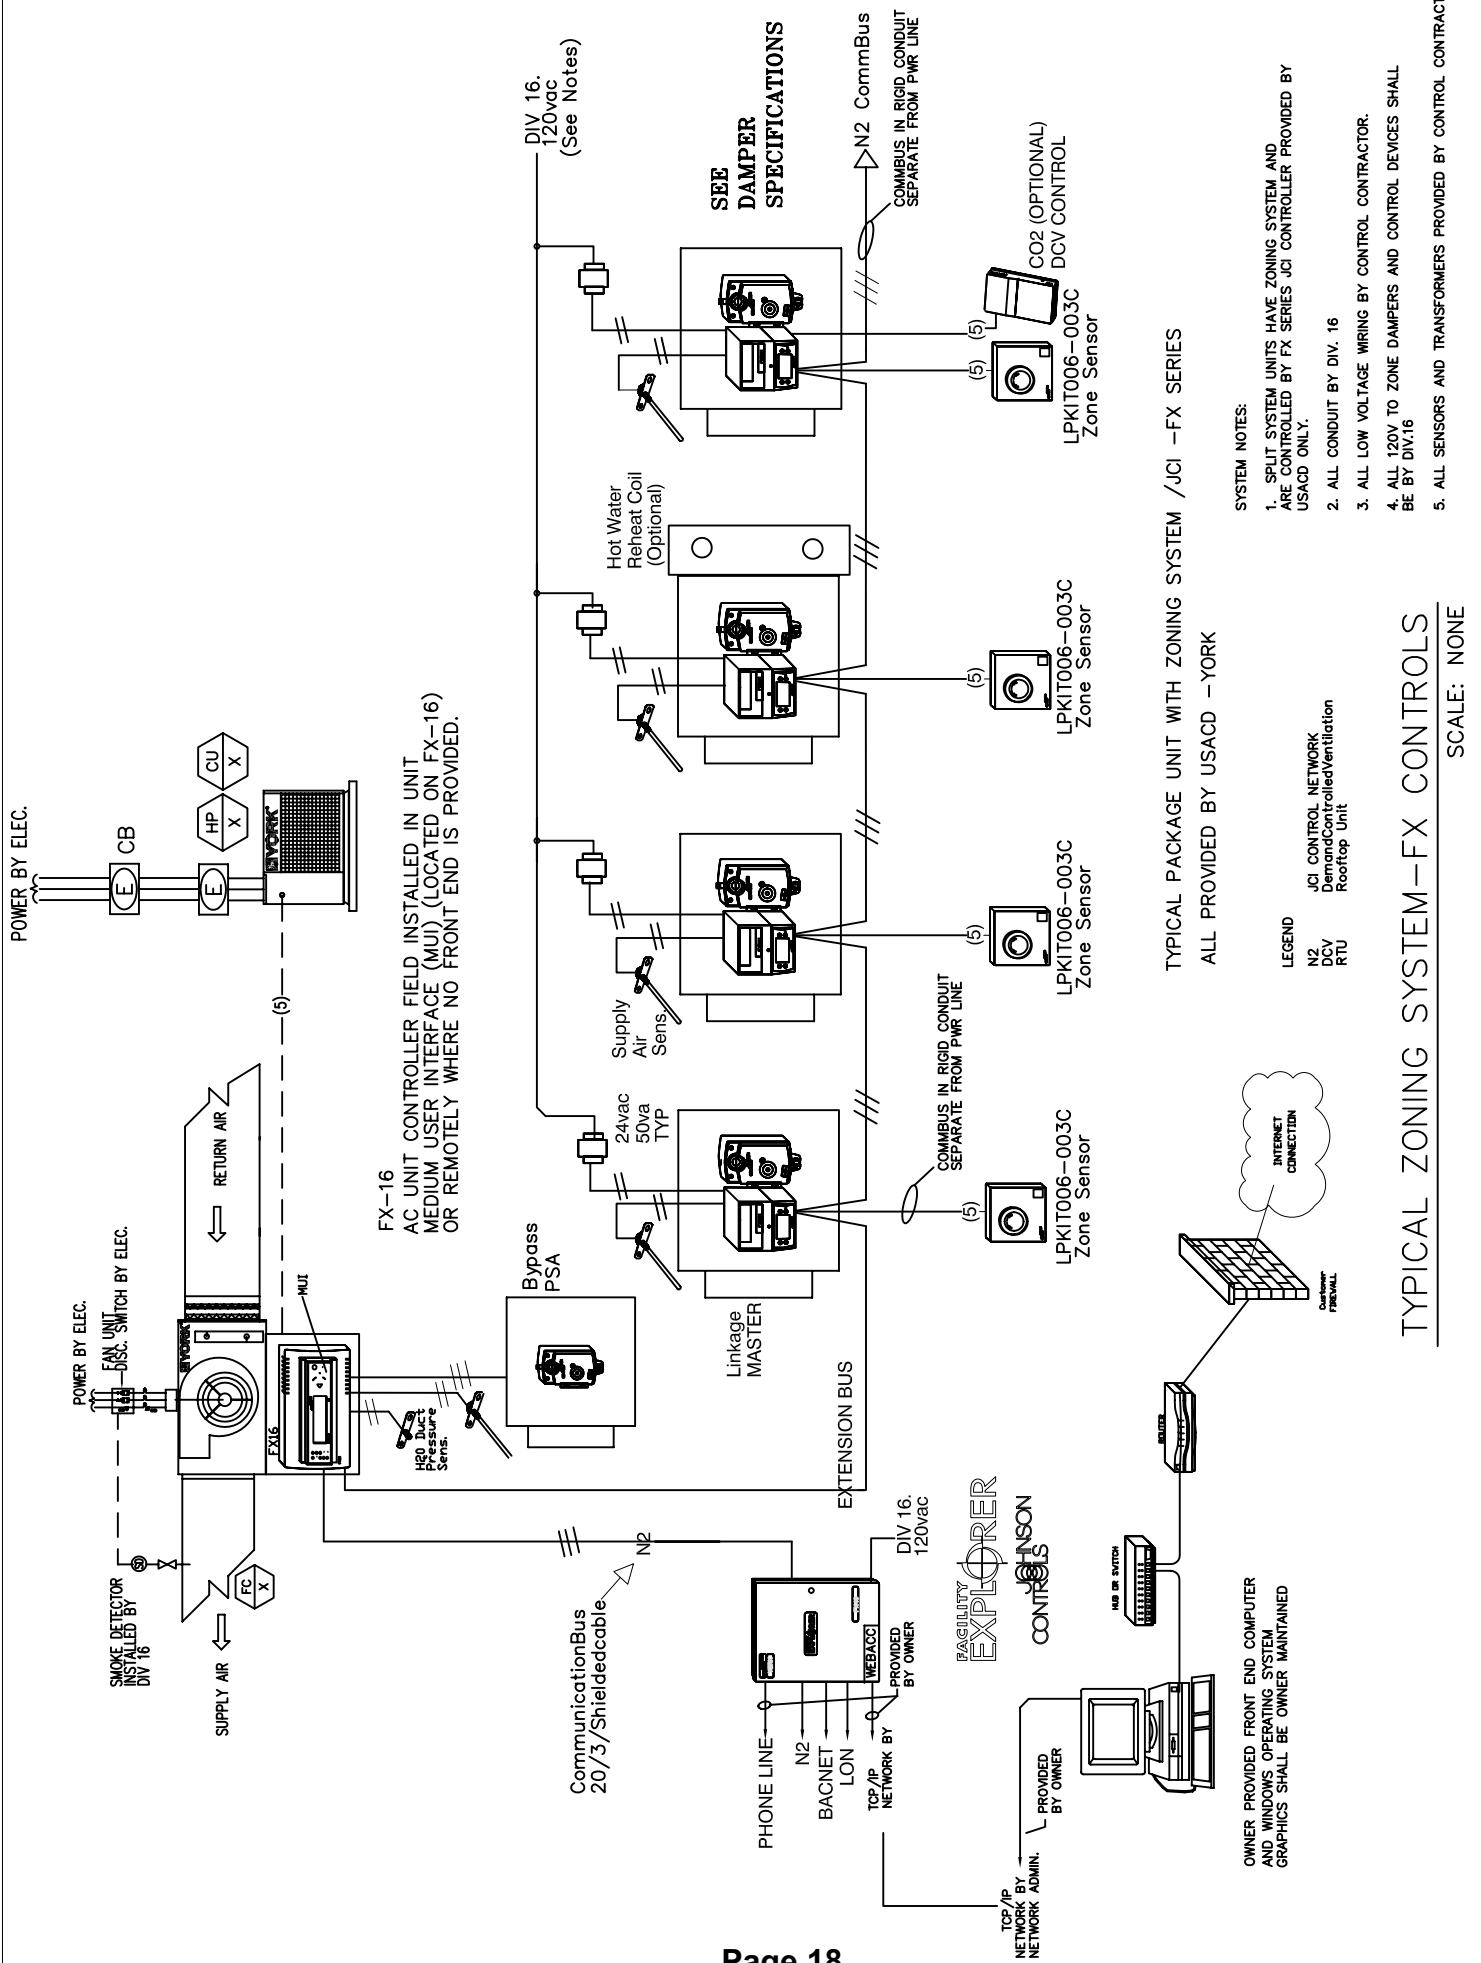 POWER BY ELEC.
CB
E
E
HP
X
CU
X
YORK
(5)
POWER BY ELEC.
FAN UNIT
DISC. SWITCH BY ELEC.
RETURN AIR
YORK
FX16
MUI
SMOKE DETECTOR
INSTALLED BY
DIV 16
SD
FC
X
SUPPLY AIR
FX-16
AC UNIT CONTROLLER FIELD INSTALLED IN UNIT
MEDIUM USER INTERFACE (MUI) (LOCATED ON FX-16)
OR REMOTELY WHERE NO FRONT END IS PROVIDED.
H20 Duct
Pressure
Sens.
Bypass
PSA
DIV 16.
120vac
(See Notes)
24vac
50va
TYP
Supply
Air
Sens.
Hot Water
Reheat Coil
(Optional)
SEE
DAMPER
SPECIFICATIONS
Linkage
MASTER
EXTENSION BUS
N2 CommBus
COMMBUS IN RIGID CONDUIT
SEPARATE FROM PWR LINE
COMMBUS IN RIGID CONDUIT
SEPARATE FROM PWR LINE
(5)
LPKIT006-003C
Zone Sensor
(5)
LPKIT006-003C
Zone Sensor
(5)
LPKIT006-003C
Zone Sensor
(5)
LPKIT006-003C
Zone Sensor
(5)
CO2 (OPTIONAL)
DCV CONTROL
CommunicationBus
20/3/Shieldedcable
N2
DIV 16.
120vac
WEBACC
PROVIDED
BY OWNER
PHONE LINE
N2
BACNET
LON
TCP/IP
NETWORK BY
FACILITY
EXPLORER
JOHNSON
CONTROLS
TCP/IP
NETWORK BY
NETWORK ADMIN.
PROVIDED
BY OWNER
HUB OR SWITCH
ROUTER
Customer
FIREWALL
INTERNET
CONNECTION
OWNER PROVIDED FRONT END COMPUTER
AND WINDOWS OPERATING SYSTEM
GRAPHICS SHALL BE OWNER MAINTAINED
TYPICAL PACKAGE UNIT WITH ZONING SYSTEM /JCI -FX SERIES
ALL PROVIDED BY USACD -YORK
LEGEND
N2 JCI CONTROL NETWORK
DCV DemandControlledVentilation
RTU Rooftop Unit
SYSTEM NOTES:
1. SPLIT SYSTEM UNITS HAVE ZONING SYSTEM AND
ARE CONTROLLED BY FX SERIES JCI CONTROLLER PROVIDED BY
USACD ONLY.
2. ALL CONDUIT BY DIV. 16
3. ALL LOW VOLTAGE WIRING BY CONTROL CONTRACTOR.
4. ALL 120V TO ZONE DAMPERS AND CONTROL DEVICES SHALL
BE BY DIV.16
5. ALL SENSORS AND TRANSFORMERS PROVIDED BY CONTROL CONTRACT
TYPICAL ZONING SYSTEM-FX CONTROLS
SCALE: NONE
Page 18